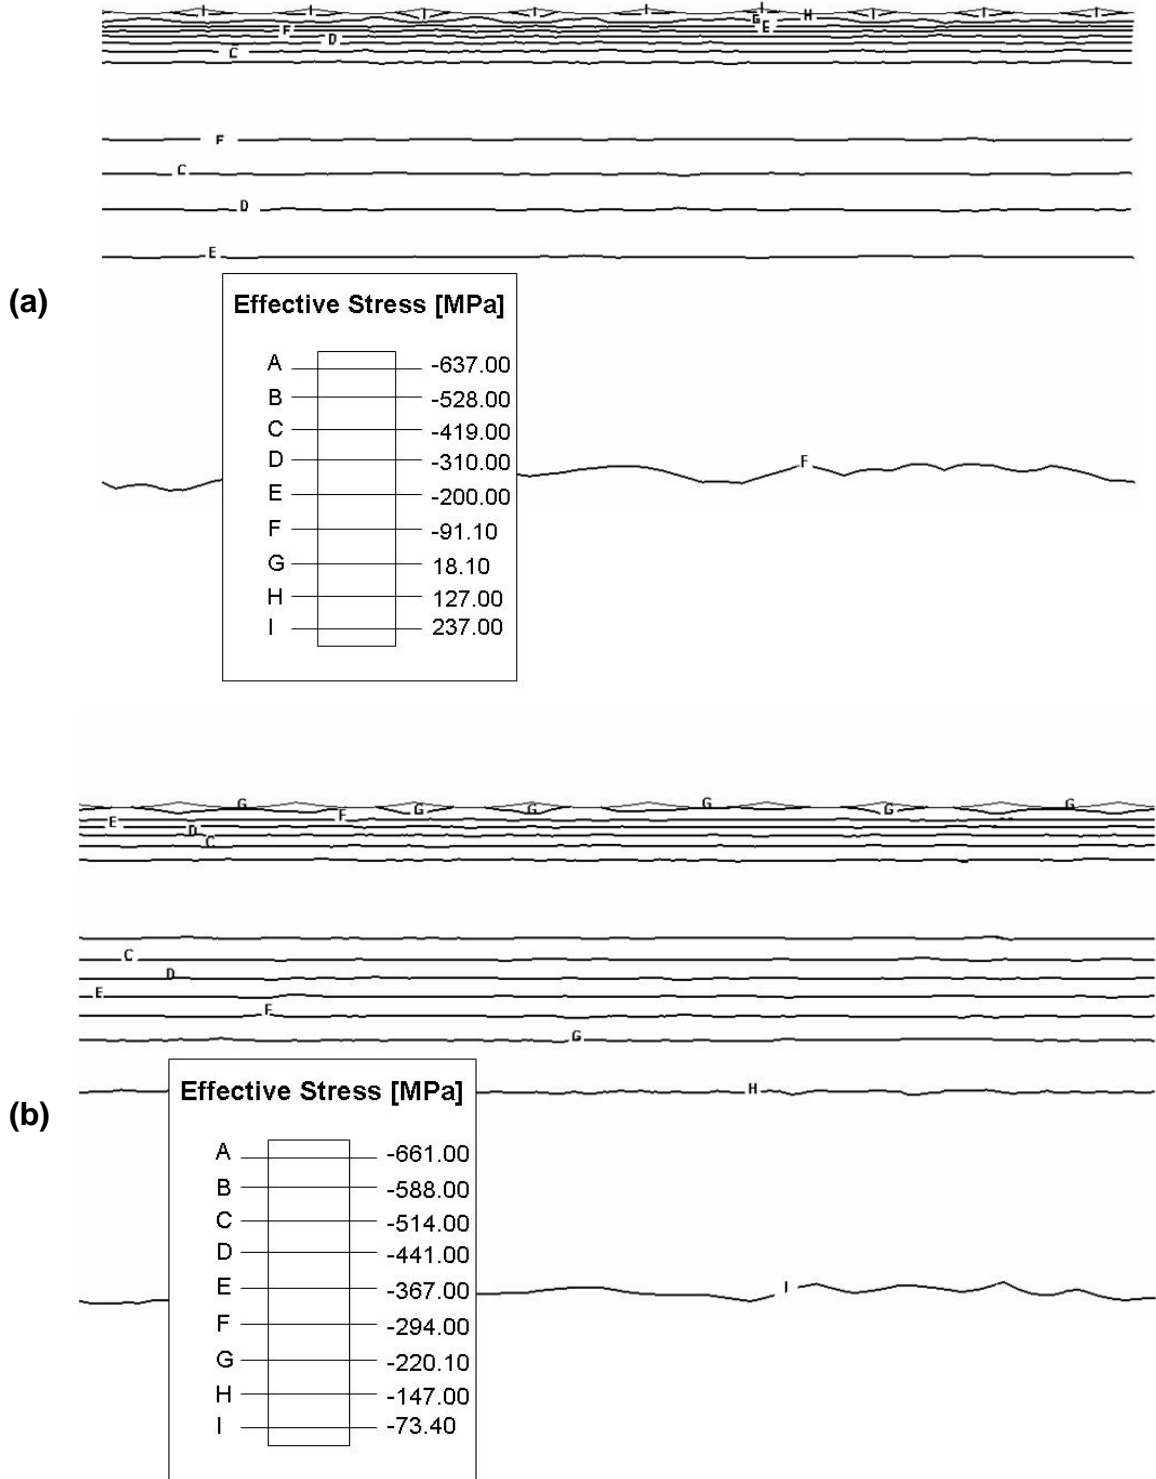 I I I I I I G H I I I
F E
D
C
F
C
D
E
(a)
Effective Stress [MPa]
A -637.00
B -528.00
C -419.00
D -310.00
E -200.00
F -91.10
G 18.10
H 127.00
I 237.00
F
G G G G G G
E F
D
C
C
D
E
F
G
H
(b)
Effective Stress [MPa]
A -661.00
B -588.00
C -514.00
D -441.00
E -367.00
F -294.00
G -220.10
H -147.00
I -73.40
I